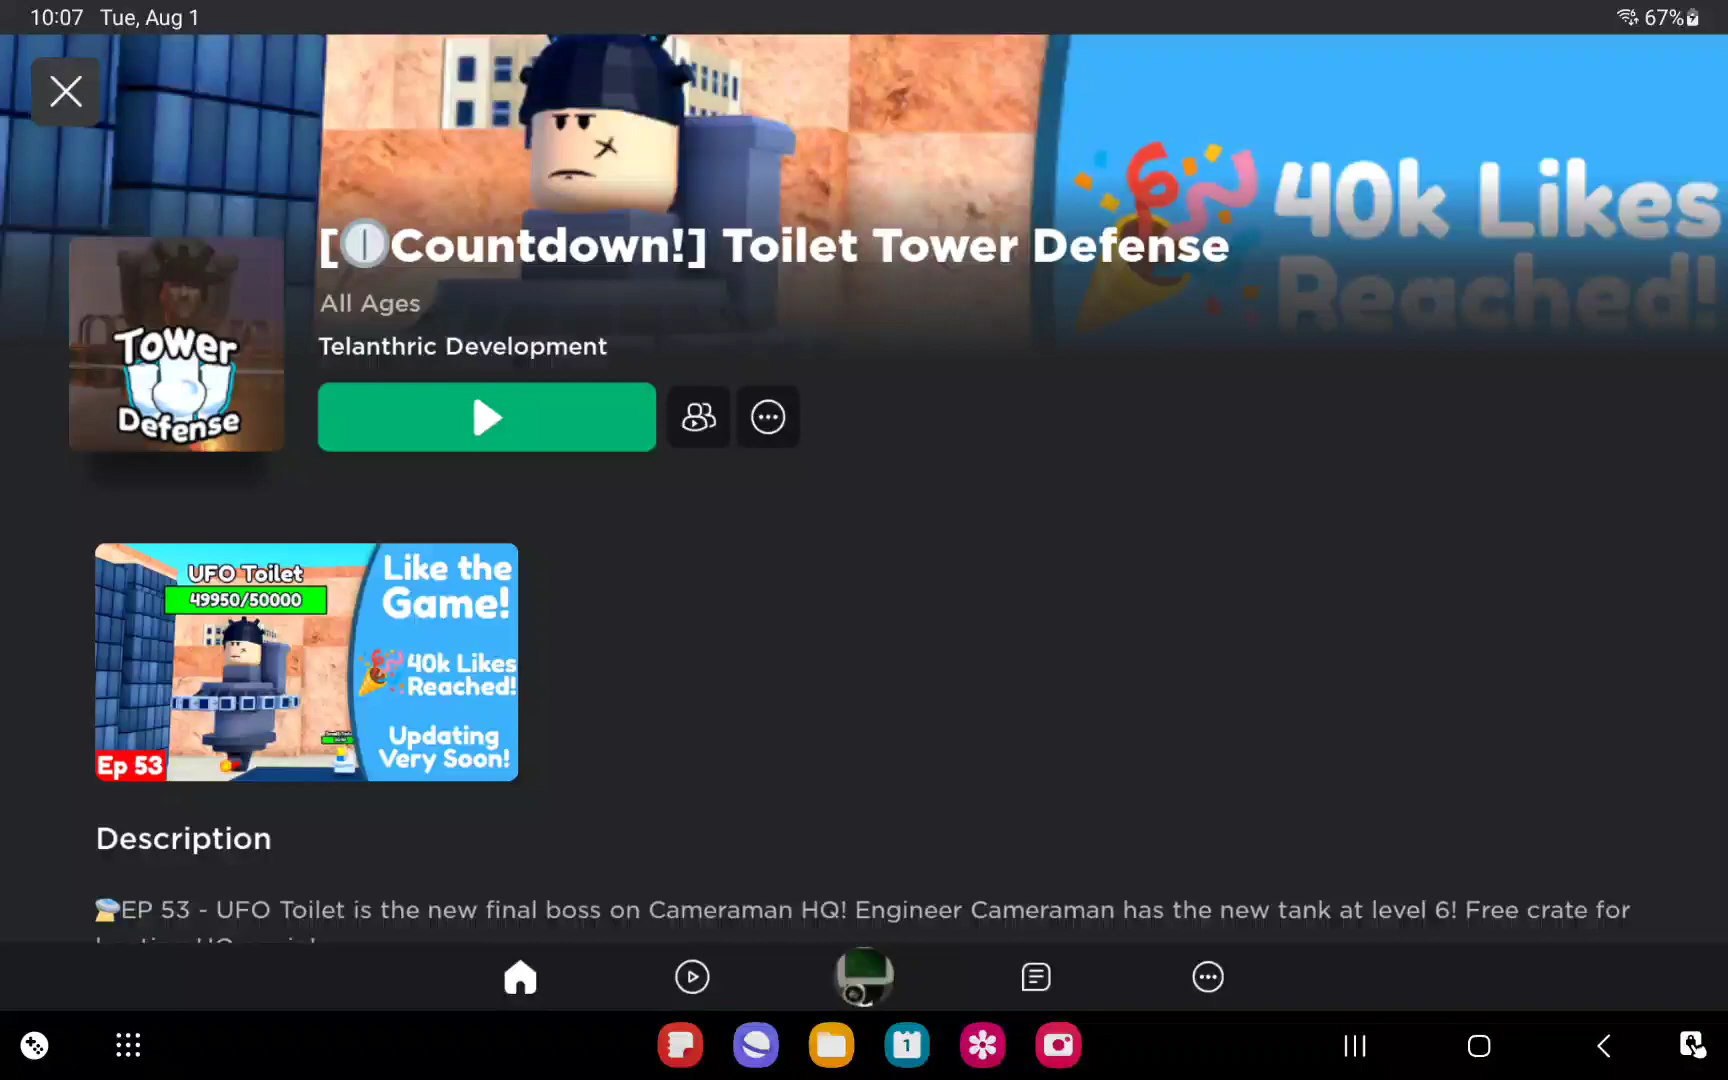 10:07 Tue, Aug 1
67%
40k Likes
Reached!
[Countdown!] Toilet Tower Defense
All Ages
Telanthric Development
Tower
Defense
UFO Toilet
49950/50000
Ep 53
Like the
Game!
40k Likes
Reached!
Updating
Very Soon!
Description
EP 53 - UFO Toilet is the new final boss on Cameraman HQ! Engineer Cameraman has the new tank at level 6! Free crate for
1